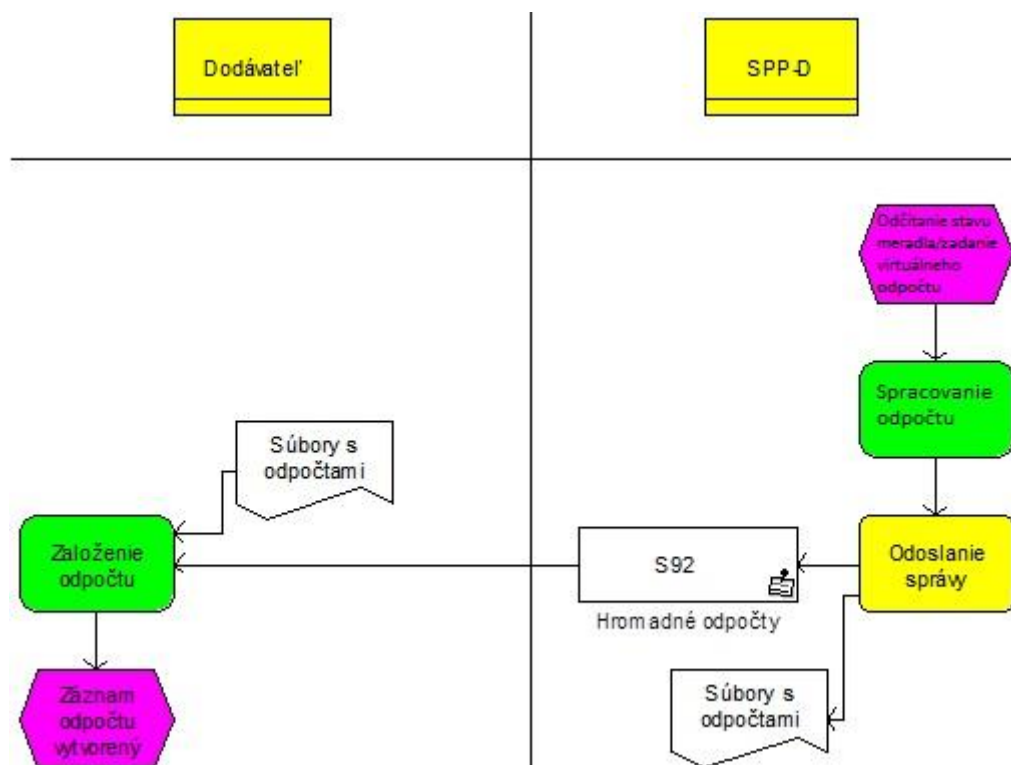 Dodávateľ
SPP-D
Odčítanie stavu
meradla/zadanie
virtuálneho
odpočtu
Spracovanie
odpočtu
Súbory s
odpočtami
Založenie
odpočtu
S92
Odoslanie
správy
Hromadné odpočty
Súbory s
odpočtami
Záznam
odpočtu
vytvorený